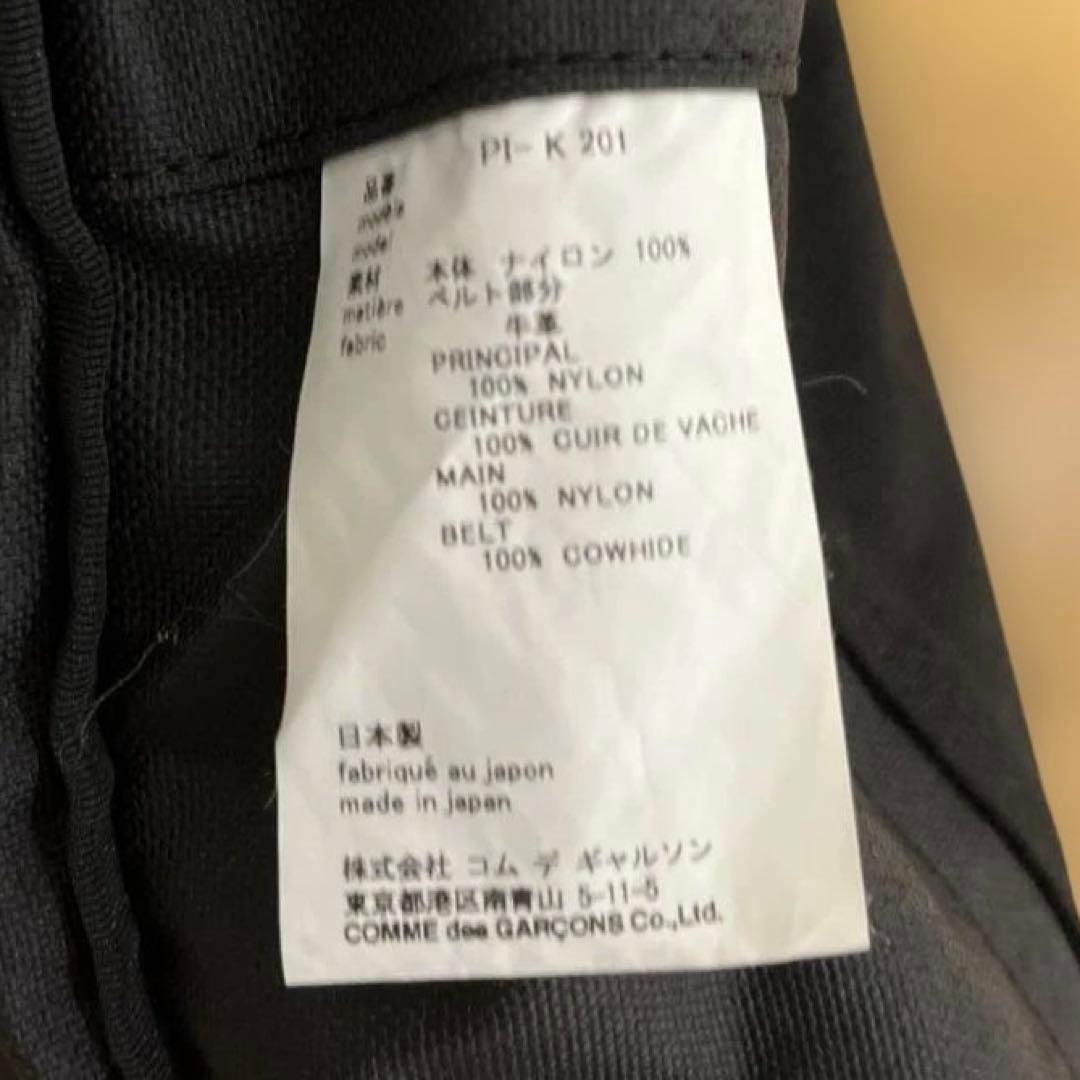 PI- K 201
品番
modèle
model
素材
matière
fabric
本体 ナイロン 100%
ベルト部分
牛革
PRINCIPAL
100% NYLON
CEINTURE
100% CUIR DE VACHE
MAIN
100% NYLON
BELT
100% COWHIDE
日本製
fabriqué au japon
made in japan
株式会社 コム デ ギャルソン
東京都港区南青山 5-11-5
COMME des GARÇONS Co.,Ltd.